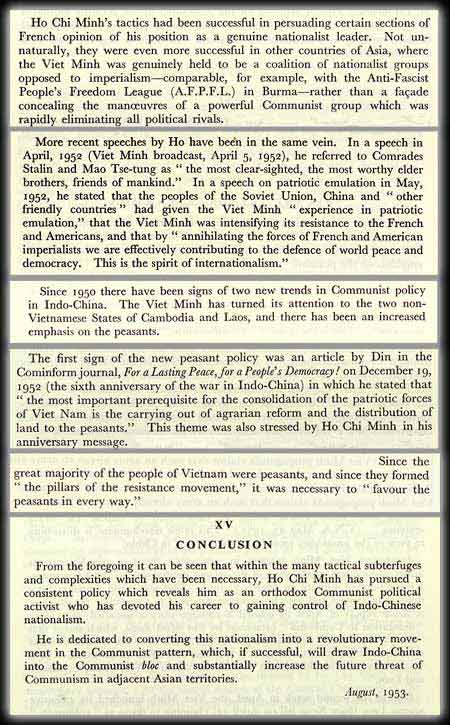 Ho Chi Minh's tactics had been successful in persuading certain sections of
French opinion of his position as a genuine nationalist leader. Not un-
naturally, they were even more successful in other countries of Asia, where
the Viet Minh was genuinely held to be a coalition of nationalist groups
opposed to imperialism—comparable, for example, with the Anti-Fascist
People's Freedom League (A.F.P.F.L.) in Burma—rather than a façade
concealing the manœuvres of a powerful Communist group which was
rapidly eliminating all political rivals.
More recent speeches by Ho have been in the same vein. In a speech in
April, 1952 (Viet Minh broadcast, April 5, 1952), he referred to Comrades
Stalin and Mao Tse-tung as "the most clear-sighted, the most worthy elder
brothers, friends of mankind." In a speech on patriotic emulation in May,
1952, he stated that the peoples of the Soviet Union, China and "other
friendly countries" had given the Viet Minh "experience in patriotic
emulation," that the Viet Minh was intensifying its resistance to the French
and Americans, and that by "annihilating the forces of French and American
imperialists we are effectively contributing to the defence of world peace and
democracy. This is the spirit of internationalism."
Since 1950 there have been signs of two new trends in Communist policy
in Indo-China. The Viet Minh has turned its attention to the two non-
Vietnamese States of Cambodia and Laos, and there has been an increased
emphasis on the peasants.
The first sign of the new peasant policy was an article by Din in the
Cominform journal, For a Lasting Peace, for a People's Democracy! on December 19,
1952 (the sixth anniversary of the war in Indo-China) in which he stated that
"the most important prerequisite for the consolidation of the patriotic forces
of Viet Nam is the carrying out of agrarian reform and the distribution of
land to the peasants." This theme was also stressed by Ho Chi Minh in his
anniversary message.
Since the
great majority of the people of Vietnam were peasants, and since they formed
"the pillars of the resistance movement," it was necessary to "favour the
peasants in every way."
XV
CONCLUSION
From the foregoing it can be seen that within the many tactical subterfuges
and complexities which have been necessary, Ho Chi Minh has pursued a
consistent policy which reveals him as an orthodox Communist political
activist who has devoted his career to gaining control of Indo-Chinese
nationalism.
He is dedicated to converting this nationalism into a revolutionary move-
ment in the Communist pattern, which, if successful, will draw Indo-China
into the Communist bloc and substantially increase the future threat of
Communism in adjacent Asian territories.
August, 1953.